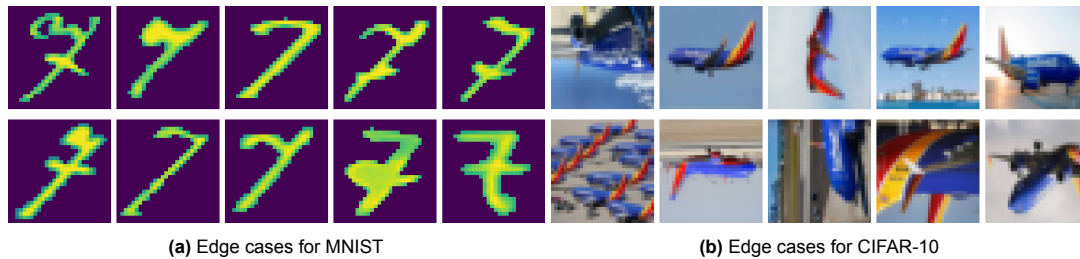 (a) Edge cases for MNIST
(b) Edge cases for CIFAR-10